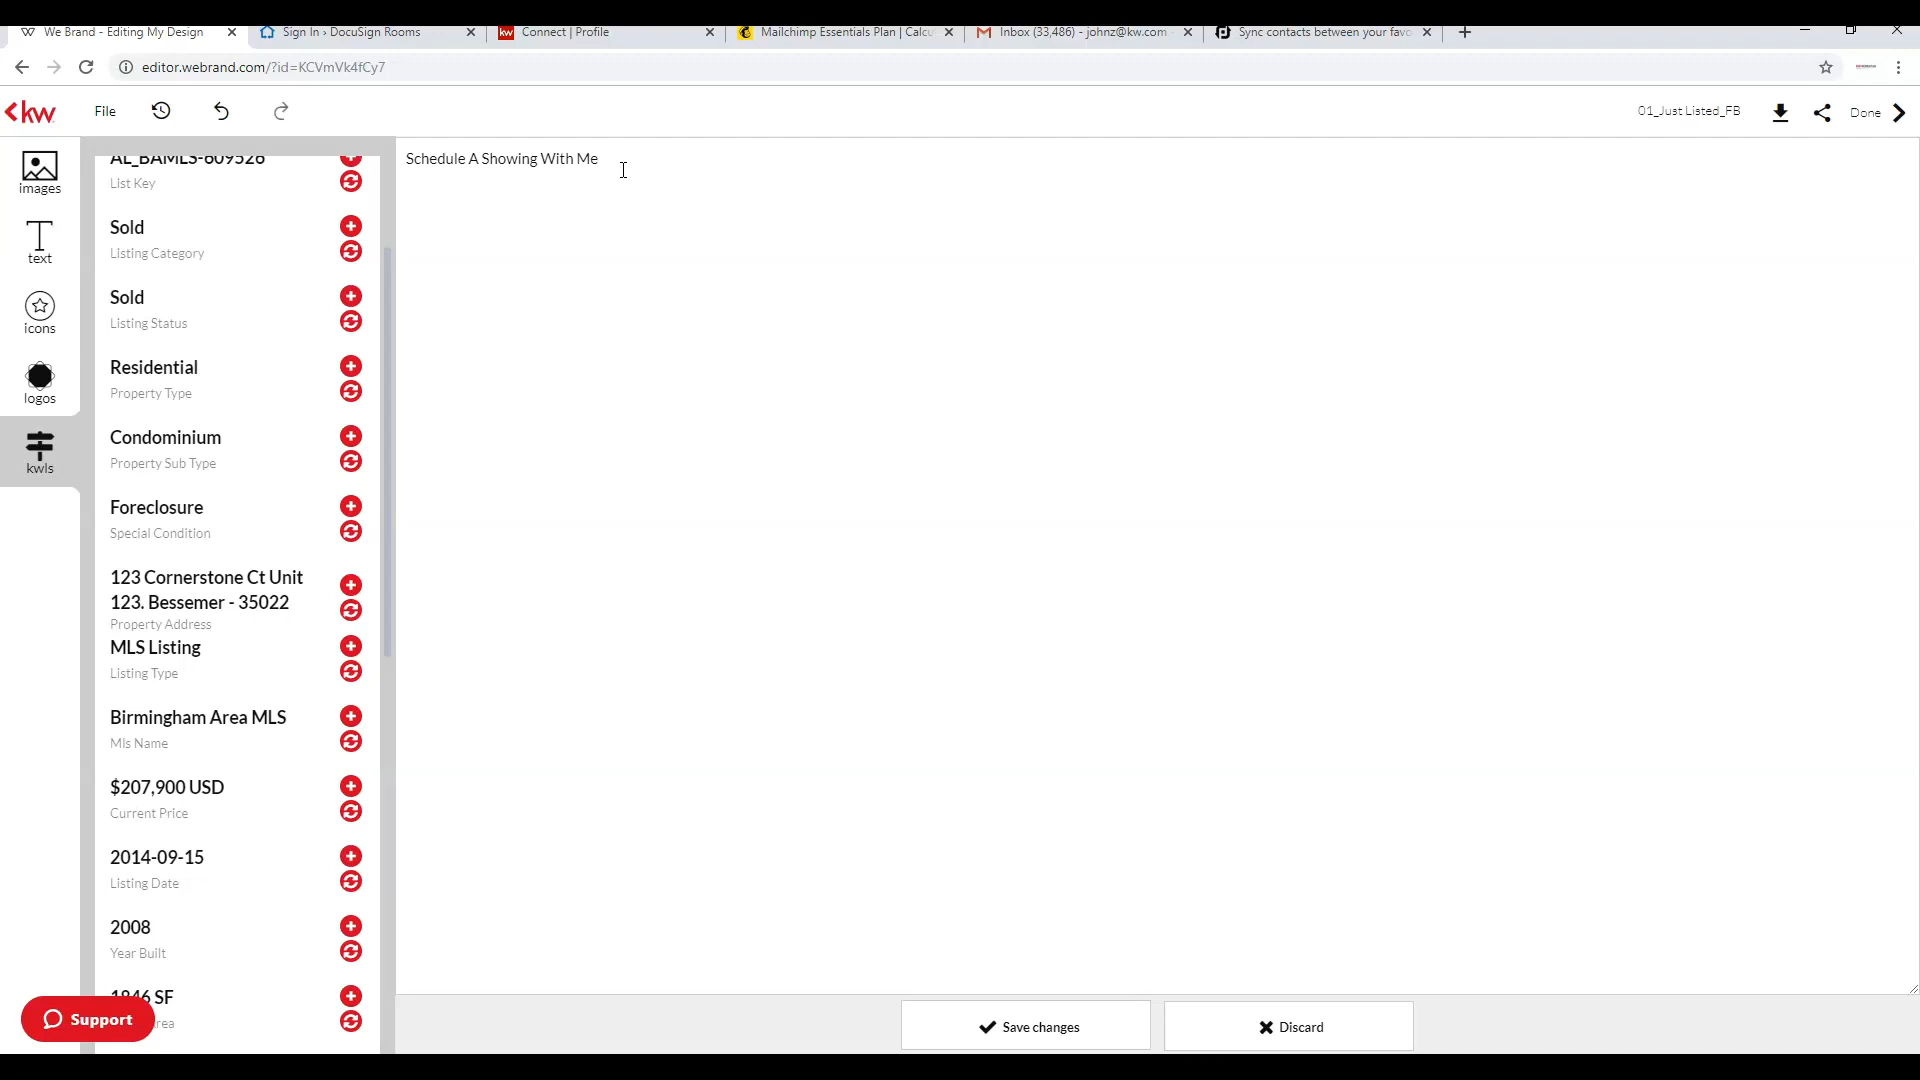 We Brand - Editing My Design
Sign In › DocuSign Rooms
kw Connect | Profile
Mailchimp Essentials Plan | Calcu
Inbox (33,486) - johnz@kw.com
Sync contacts between your favo
editor.webrand.com/?id=KCVmVk4fCy7
kw
File
01_Just Listed_FB
Done
images
text
icons
logos
kwls
AL_BAMLS-609526
List Key
Sold
Listing Category
Sold
Listing Status
Residential
Property Type
Condominium
Property Sub Type
Foreclosure
Special Condition
123 Cornerstone Ct Unit
123. Bessemer - 35022
Property Address
MLS Listing
Listing Type
Birmingham Area MLS
Mls Name
$207,900 USD
Current Price
2014-09-15
Listing Date
2008
Year Built
1846 SF
Support
Schedule A Showing With Me
Save changes
Discard